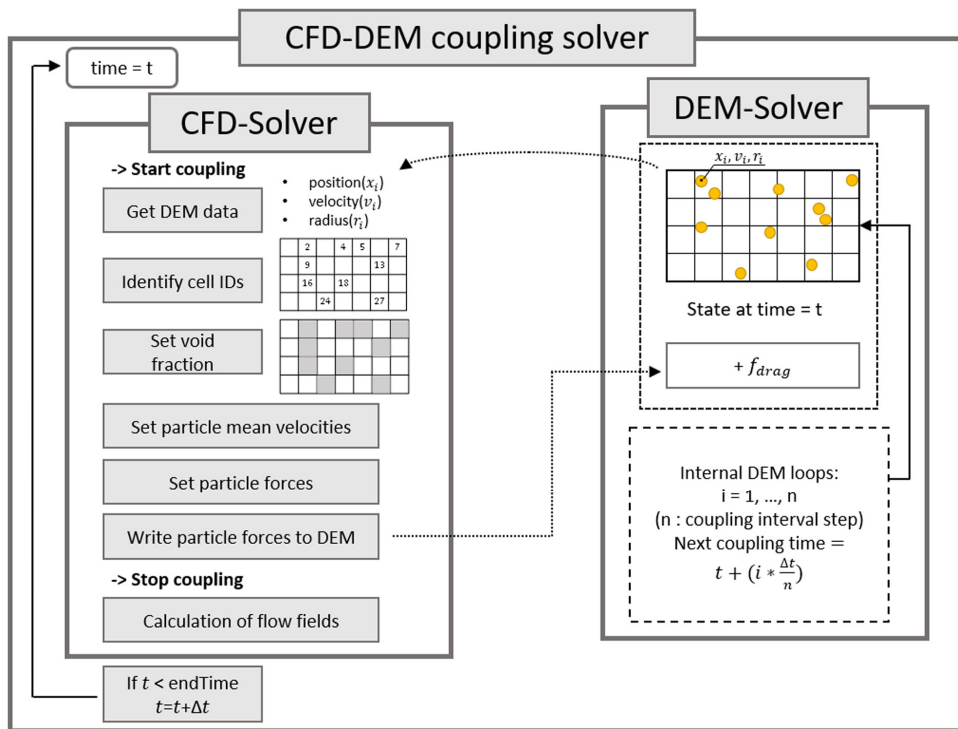 CFD-DEM coupling solver
time = t
CFD-Solver
-> Start coupling
Get DEM data
• position(x_i)
• velocity(v_i)
• radius(r_i)
Identify cell IDs
2 4 5 7
9 13
16 18
24 27
Set void
fraction
Set particle mean velocities
Set particle forces
Write particle forces to DEM
-> Stop coupling
Calculation of flow fields
If t < endTime
t=t+Δt
DEM-Solver
x_i, v_i, r_i
State at time = t
+ f_drag
Internal DEM loops:
i = 1, ..., n
(n : coupling interval step)
Next coupling time =
t + (i * Δt/n)